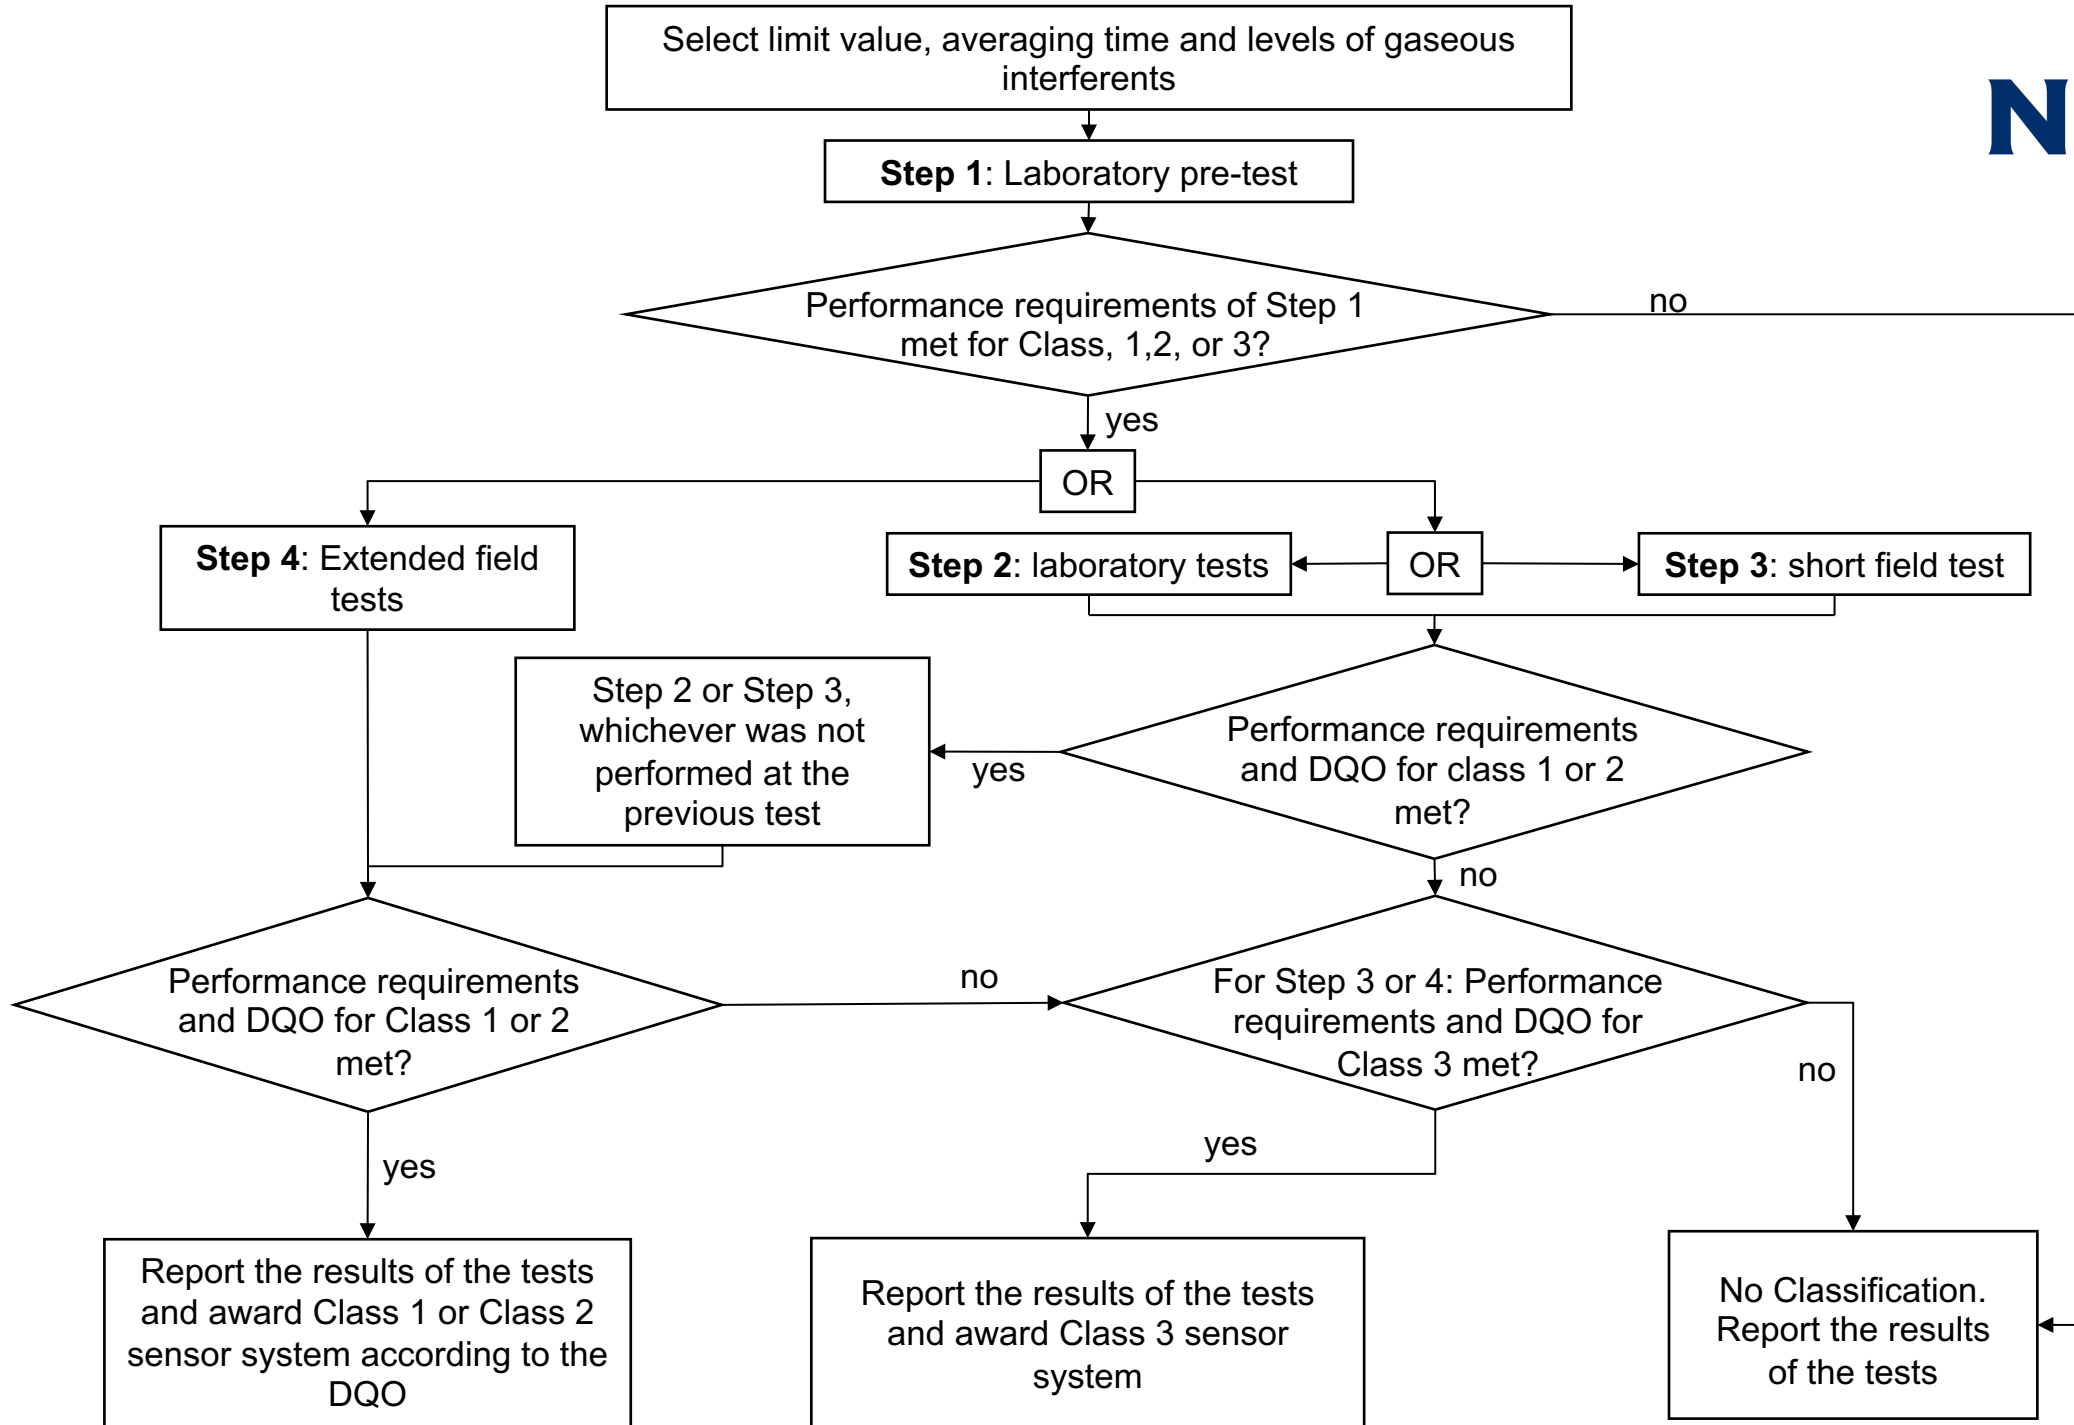 Select limit value, averaging time and levels of gaseous
interferents
N
Step 1: Laboratory pre-test
Performance requirements of Step 1
met for Class, 1,2, or 3?
no
yes
OR
Step 4: Extended field
tests
Step 2: laboratory tests
OR
Step 3: short field test
Step 2 or Step 3,
whichever was not
performed at the
previous test
yes
Performance requirements
and DQO for class 1 or 2
met?
no
Performance requirements
and DQO for Class 1 or 2
met?
no
For Step 3 or 4: Performance
requirements and DQO for
Class 3 met?
no
yes
yes
Report the results of the tests
and award Class 1 or Class 2
sensor system according to the
DQO
Report the results of the tests
and award Class 3 sensor
system
No Classification.
Report the results
of the tests